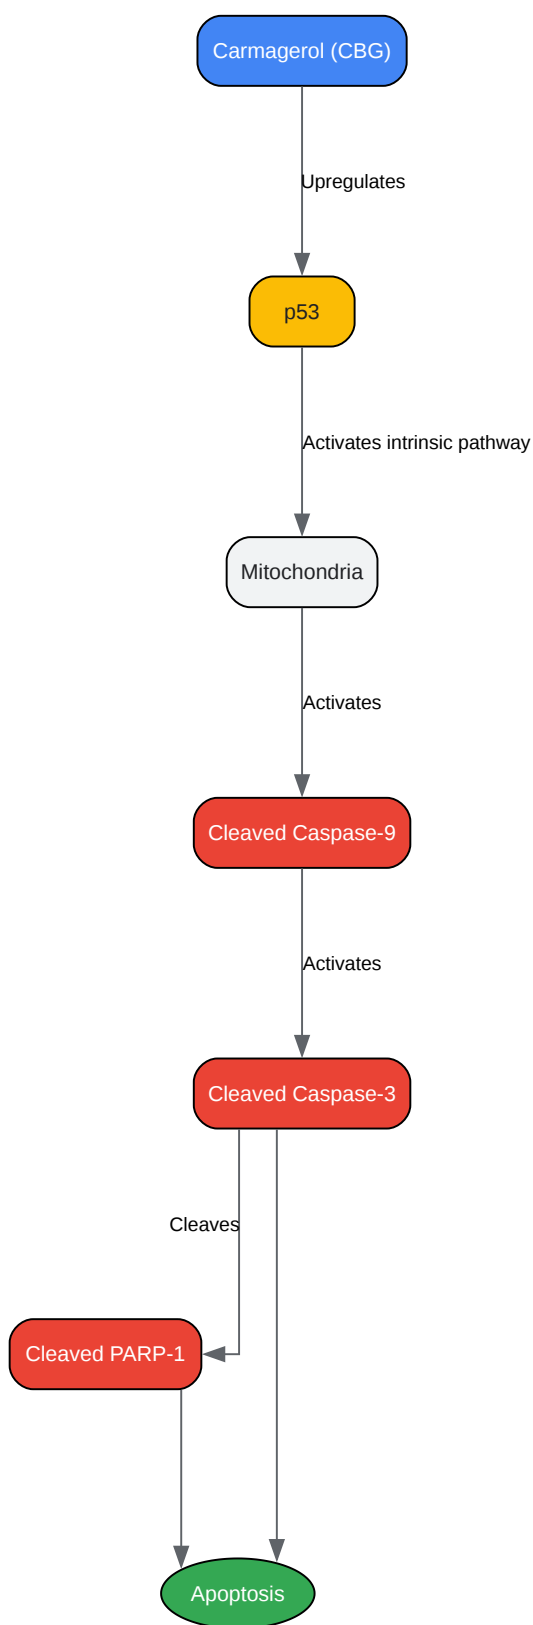 Carmagerol (CBG)
Upregulates
p53
Activates intrinsic pathway
Mitochondria
Activates
Cleaved Caspase-9
Activates
Cleaved Caspase-3
Cleaves
Cleaved PARP-1
Apoptosis